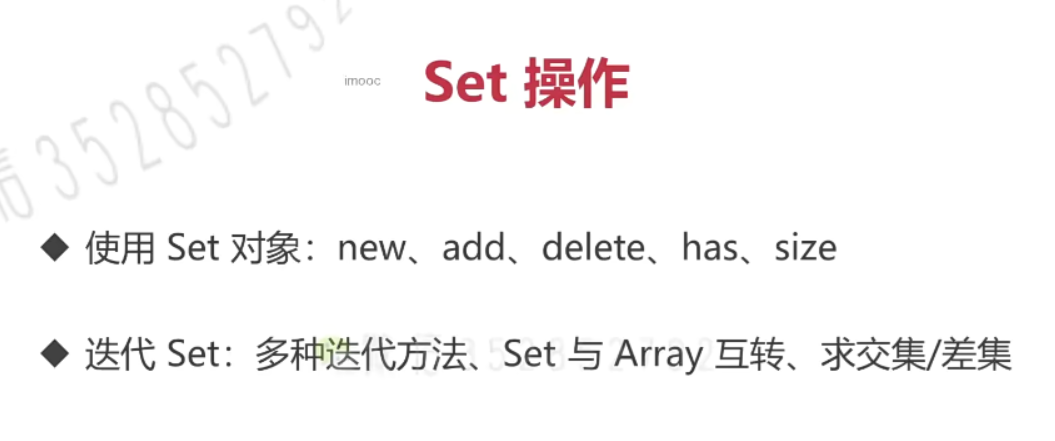 imooc
Set 操作
◆ 使用 Set 对象：new、add、delete、has、size
◆ 迭代 Set：多种迭代方法、Set 与 Array 互转、求交集/差集
352852792